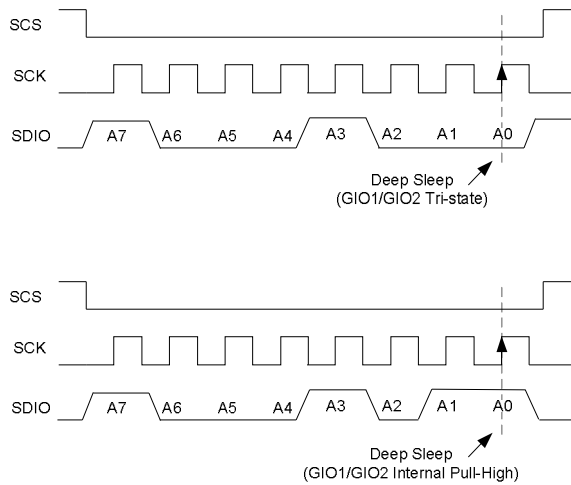 SCS
SCK
SDIO A7 A6 A5 A4 A3 A2 A1 A0
Deep Sleep
(GIO1/GIO2 Tri-state)
SCS
SCK
SDIO A7 A6 A5 A4 A3 A2 A1 A0
Deep Sleep
(GIO1/GIO2 Internal Pull-High)